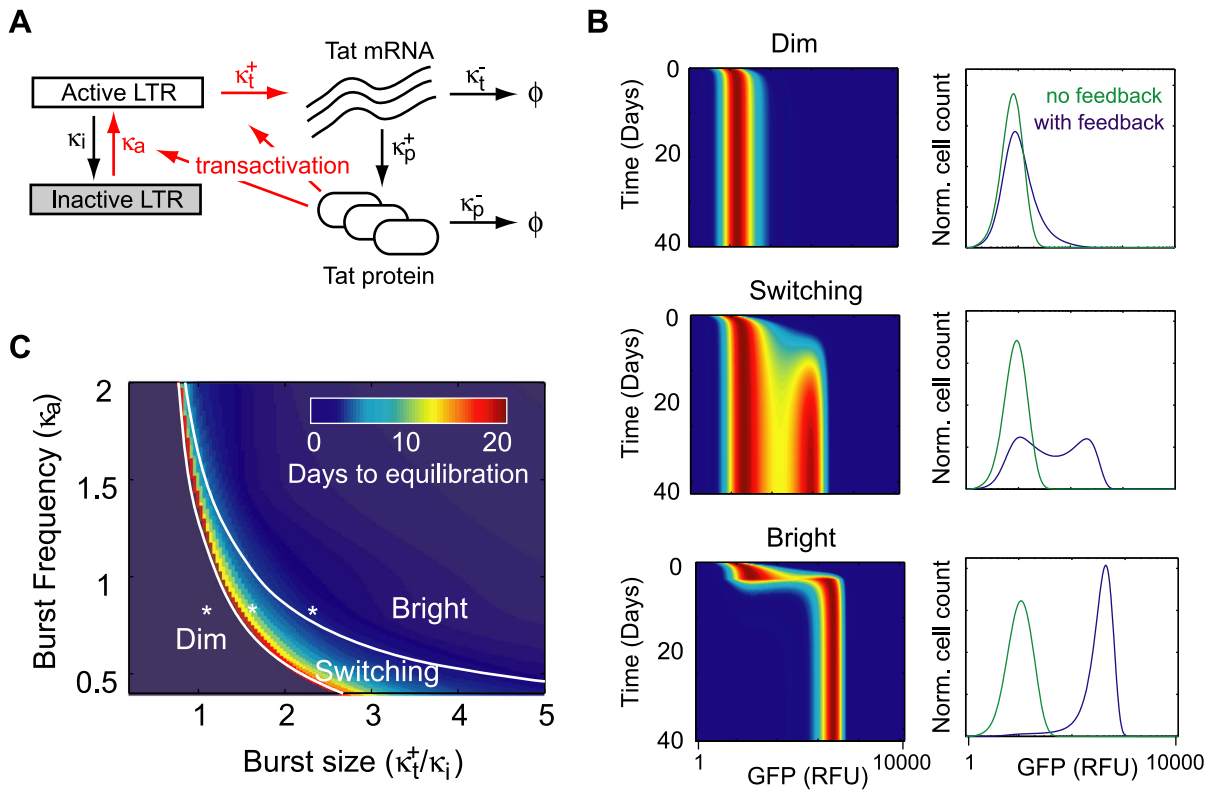 A
Tat mRNA
Active LTR
κt+
κt-
ϕ
κi
κa
transactivation
κp+
Inactive LTR
κp-
ϕ
Tat protein
B
Dim
0
20
40
Time (Days)
Norm. cell count
no feedback
with feedback
Switching
0
20
40
Time (Days)
Norm. cell count
Bright
0
20
40
Time (Days)
1
10000
GFP (RFU)
Norm. cell count
1
10000
GFP (RFU)
C
2
1.5
1
0.5
Burst Frequency (κa)
0
10
20
Days to equilibration
*
*
*
Bright
Dim
Switching
1
2
3
4
5
Burst size (κt+/κi)